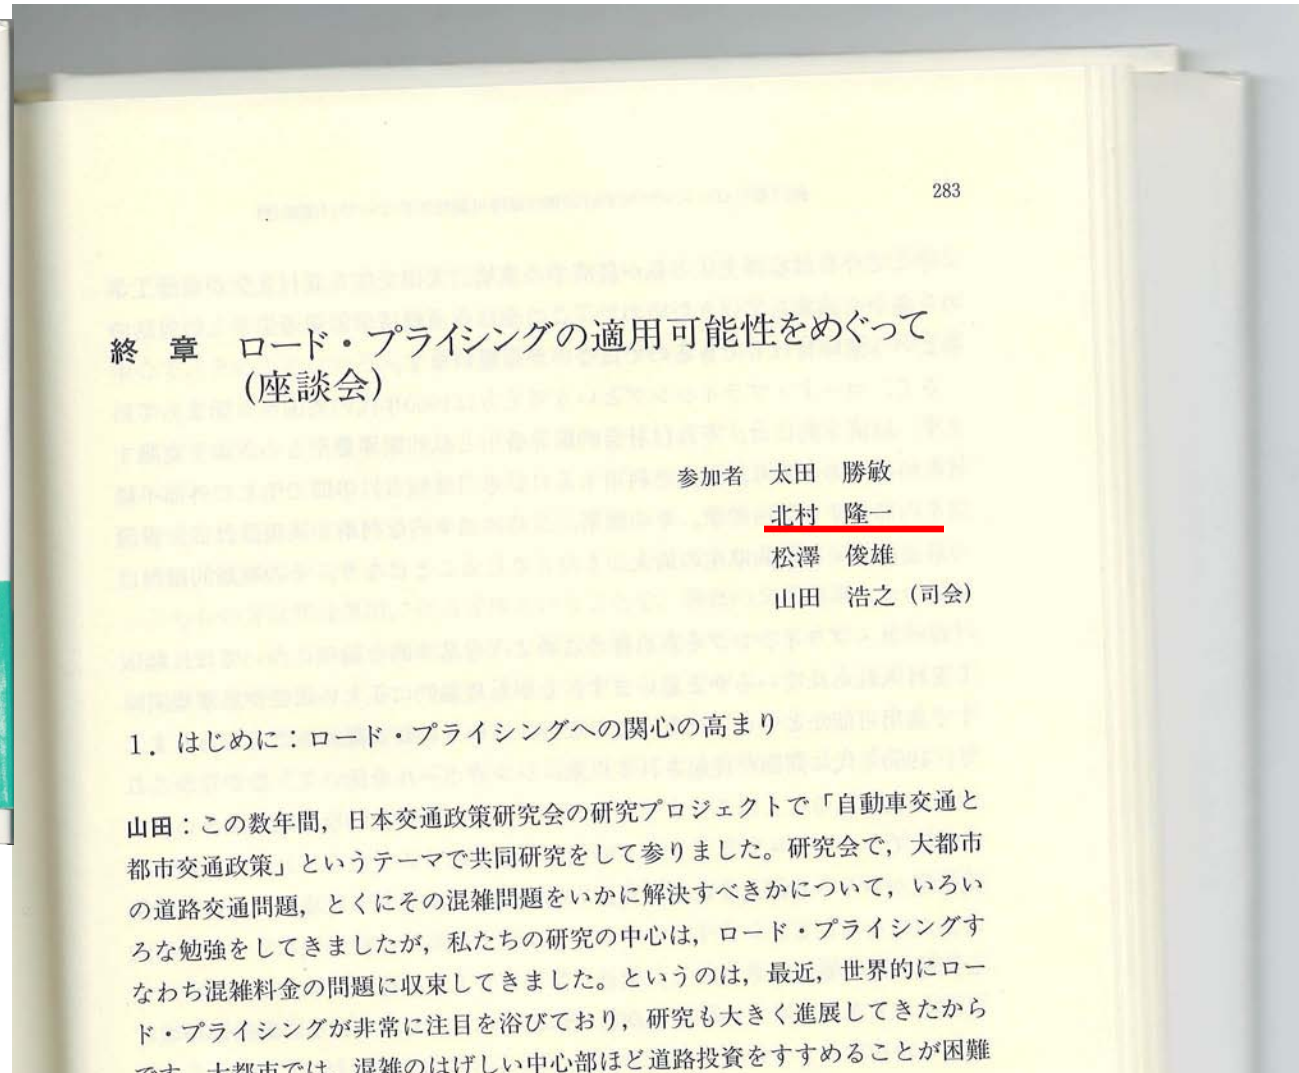 283
終 章 ロード・プライシングの適用可能性をめぐって
(座談会)
参加者 太田 勝敏
北村 隆一
松澤 俊雄
山田 浩之 (司会)
1. はじめに：ロード・プライシングへの関心の高まり
山田：この数年間，日本交通政策研究会の研究プロジェクトで「自動車交通と
都市交通政策」というテーマで共同研究をして参りました。研究会で，大都市
の道路交通問題，とくにその混雑問題をいかに解決すべきかについて，いろい
ろな勉強をしてきましたが，私たちの研究の中心は，ロード・プライシングす
なわち混雑料金の問題に収束してきました。というのは，最近，世界的にロー
ド・プライシングが非常に注目を浴びており，研究も大きく進展してきたから
です。大都市では，混雑のはげしい中心部ほど道路投資をすすめることが困難